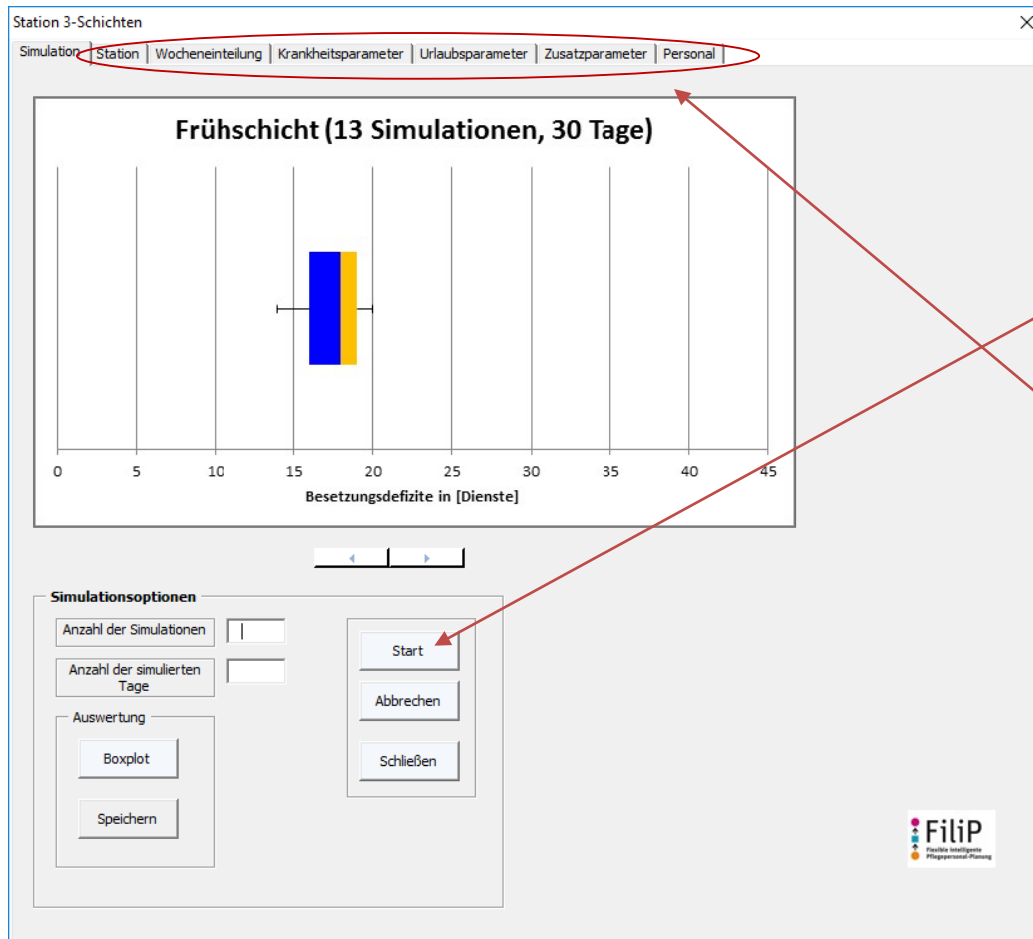 Station 3-Schichten
Simulation Station Wocheneinteilung Krankheitsparameter Urlaubsparameter Zusatzparameter Personal
Frühschicht (13 Simulationen, 30 Tage)
0 5 10 15 20 25 30 35 40 45
Besetzungsdefizite in [Dienste]
Simulationsoptionen
Anzahl der Simulationen
Anzahl der simulierten
Tage
Start
Abbrechen
Schließen
Auswertung
Boxplot
Speichern
FiliP
Flexible Intelligente
Pflegepersonal-Planung